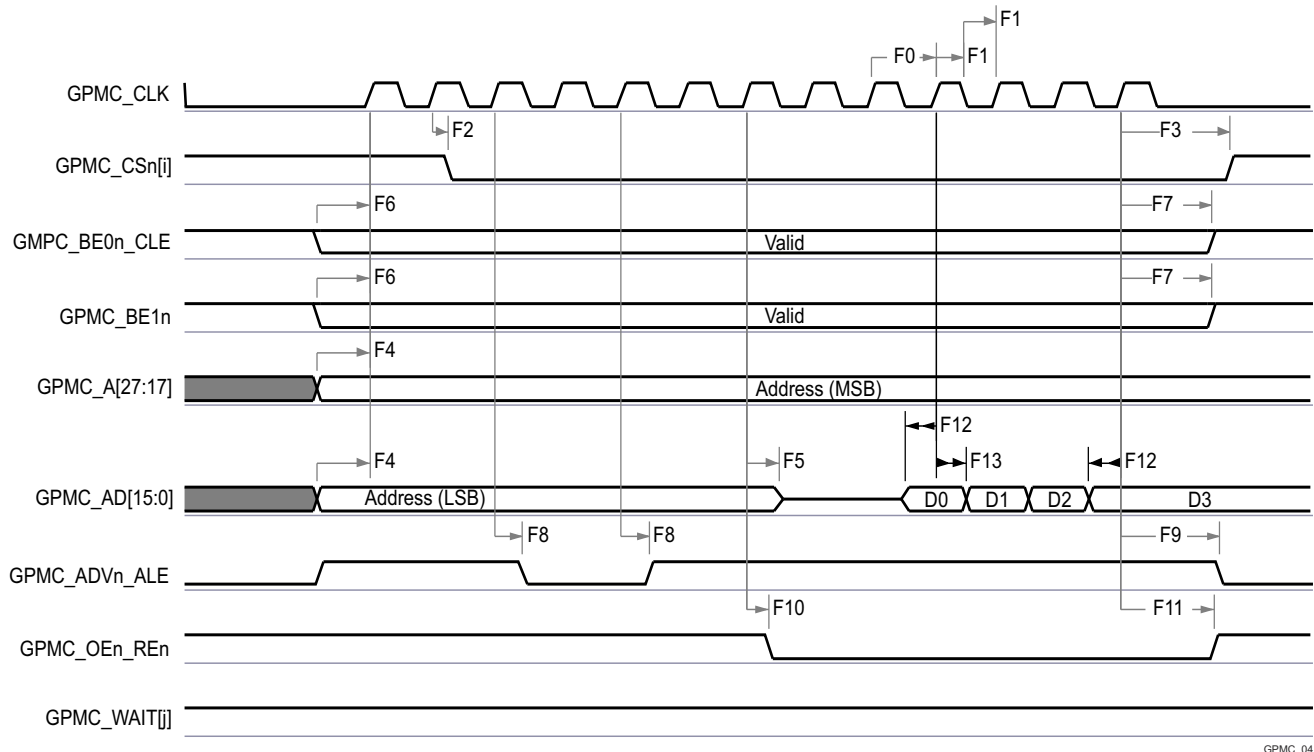 F1
F0
F1
GPMC_CLK
F2
F3
GPMC_CSn[i]
F6
F7
GMPC_BE0n_CLE
Valid
F6
F7
GPMC_BE1n
Valid
F4
GPMC_A[27:17]
Address (MSB)
F12
F4
F5
F13
F12
GPMC_AD[15:0]
Address (LSB)
D0
D1
D2
D3
F8
F8
F9
GPMC_ADVn_ALE
F10
F11
GPMC_OEn_REn
GPMC_WAIT[j]
GPMC_04